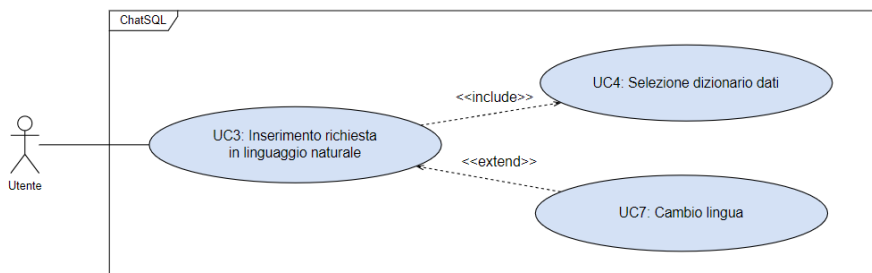 ChatSQL
UC4: Selezione dizionario dati
<<include>>
UC3: Inserimento richiesta
in linguaggio naturale
<<extend>>
Utente
UC7: Cambio lingua